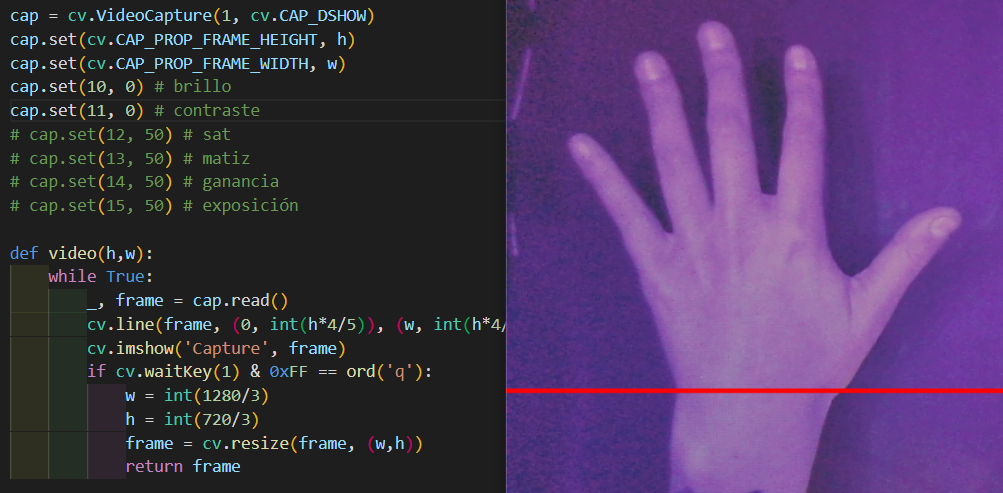 cap = cv.VideoCapture(1, cv.CAP_DSHOW)
cap.set(cv.CAP_PROP_FRAME_HEIGHT, h)
cap.set(cv.CAP_PROP_FRAME_WIDTH, w)
cap.set(10, 0) # brillo
cap.set(11, 0) # contraste
# cap.set(12, 50) # sat
# cap.set(13, 50) # matiz
# cap.set(14, 50) # ganancia
# cap.set(15, 50) # exposición

def video(h,w):
    while True:
        _, frame = cap.read()
        cv.line(frame, (0, int(h*4/5)), (w, int(h*4/
        cv.imshow('Capture', frame)
        if cv.waitKey(1) & 0xFF == ord('q'):
            w = int(1280/3)
            h = int(720/3)
            frame = cv.resize(frame, (w,h))
            return frame